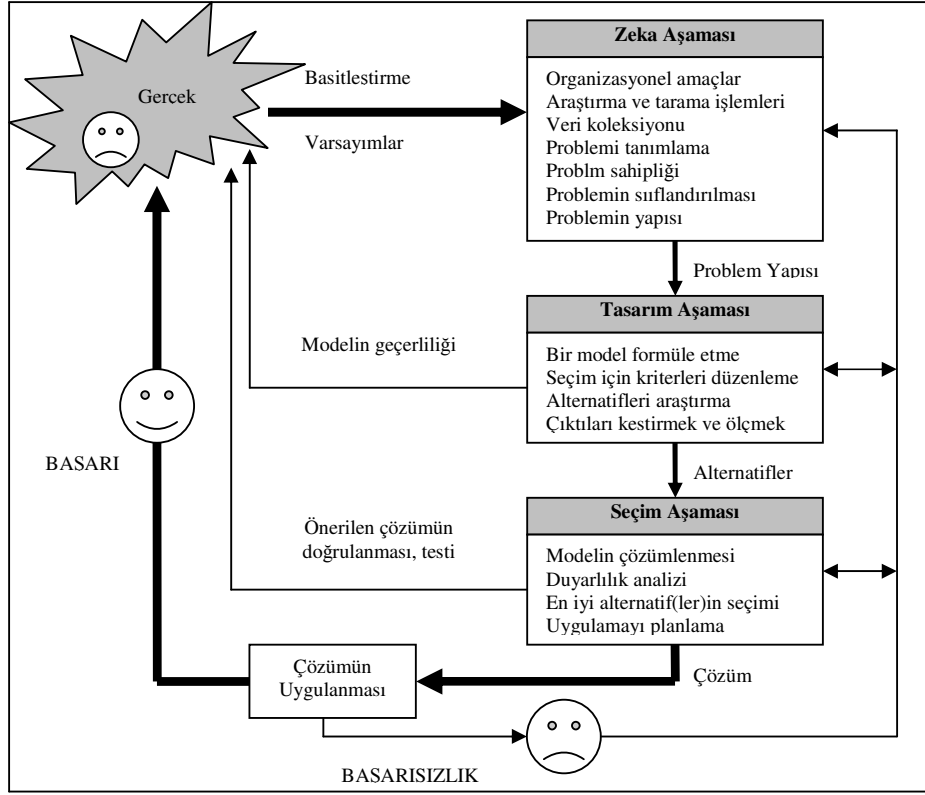 Gercek
Basitlestirme
Varsayımlar
Zeka Aşaması
Organizasyonel amaçlar
Araştırma ve tarama işlemleri
Veri koleksiyonu
Problemi tanımlama
Problm sahipliği
Problemin sııflandırılması
Problemin yapısı
Problem Yapısı
Tasarım Aşaması
Bir model formüle etme
Seçim için kriterleri düzenleme
Alternatifleri araştırma
Çıktıları kestirmek ve ölçmek
Modelin geçerliliği
Alternatifler
Seçim Aşaması
Modelin çözümlenmesi
Duyarlılık analizi
En iyi alternatif(ler)in seçimi
Uygulamayı planlama
Önerilen çözümün
doğrulanması, testi
BASARI
Çözüm
Çözümün
Uygulanması
BASARISIZLIK